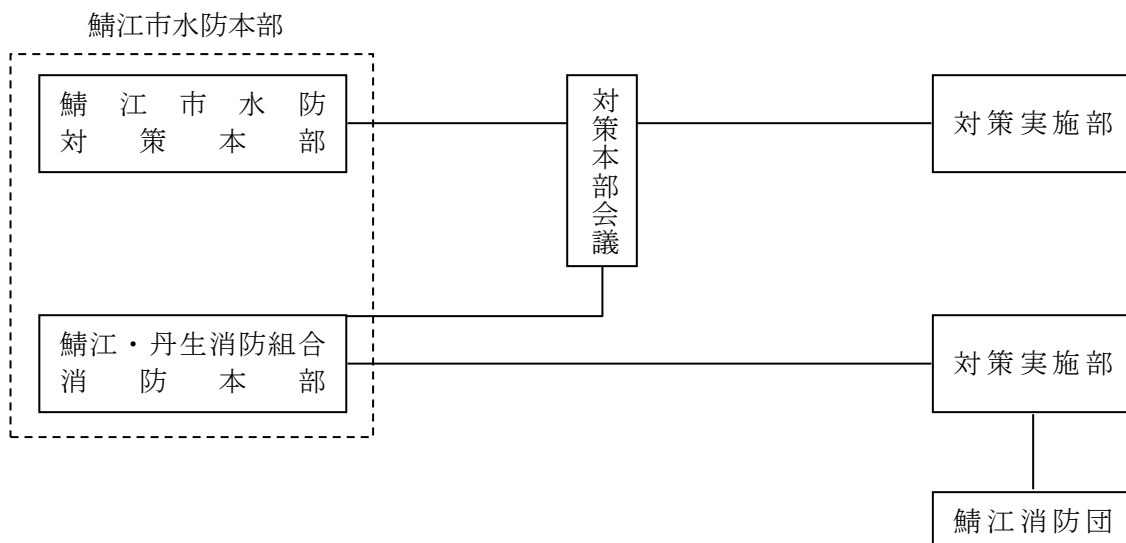 鯖江市水防本部
鯖江市水防
対策本部
対策本部会議
対策実施部
鯖江・丹生消防組合
消防本部
対策実施部
鯖江消防団